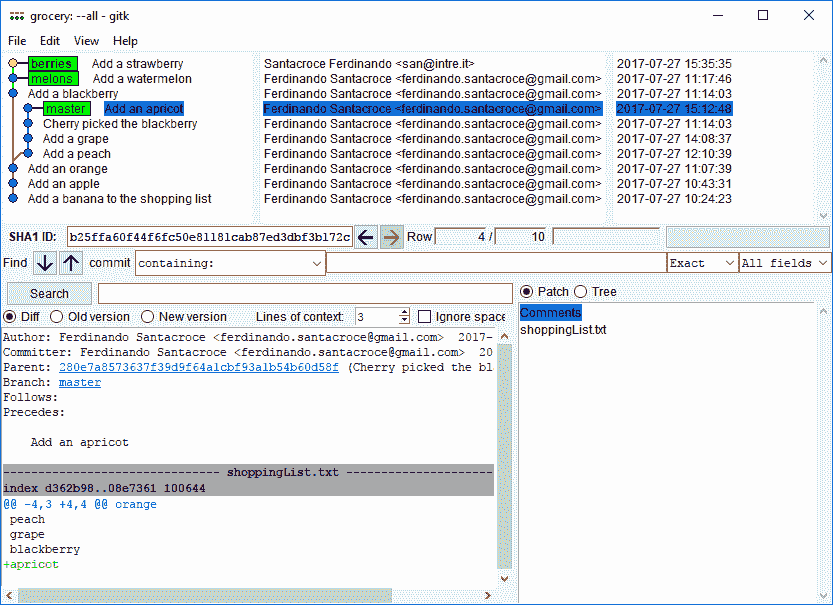 grocery: --all - gitk
File Edit View Help
berries Add a strawberry Santacroce Ferdinando <san@intre.it> 2017-07-27 15:35:35
melons Add a watermelon Ferdinando Santacroce <ferdinando.santacroce@gmail.com> 2017-07-27 11:17:46
Add a blackberry Ferdinando Santacroce <ferdinando.santacroce@gmail.com> 2017-07-27 11:14:03
master Add an apricot Ferdinando Santacroce <ferdinando.santacroce@gmail.com> 2017-07-27 15:12:48
Cherry picked the blackberry Ferdinando Santacroce <ferdinando.santacroce@gmail.com> 2017-07-27 11:14:03
Add a grape Ferdinando Santacroce <ferdinando.santacroce@gmail.com> 2017-07-27 14:08:37
Add a peach Ferdinando Santacroce <ferdinando.santacroce@gmail.com> 2017-07-27 12:10:39
Add an orange Ferdinando Santacroce <ferdinando.santacroce@gmail.com> 2017-07-27 11:07:39
Add an apple Ferdinando Santacroce <ferdinando.santacroce@gmail.com> 2017-07-27 10:43:31
Add a banana to the shopping list Ferdinando Santacroce <ferdinando.santacroce@gmail.com> 2017-07-27 10:24:23
SHA1 ID: b25ffa60f44f6fc50e81181cab87ed3dbf3b172c Row 4 / 10
Find commit containing: Exact All fields
Search
Patch Tree
Diff Old version New version Lines of context: 3 Ignore space
Comments
shoppingList.txt
Author: Ferdinando Santacroce <ferdinando.santacroce@gmail.com> 2017-
Committer: Ferdinando Santacroce <ferdinando.santacroce@gmail.com> 20
Parent: 280e7a8573637f39d9f64a1cbf93a1b54b60d58f (Cherry picked the bl
Branch: master
Follows:
Precedes:
Add an apricot
------------------------------- shoppingList.txt ---------------------
index d362b98..08e7361 100644
@@ -4,3 +4,4 @@ orange
peach
grape
blackberry
+apricot